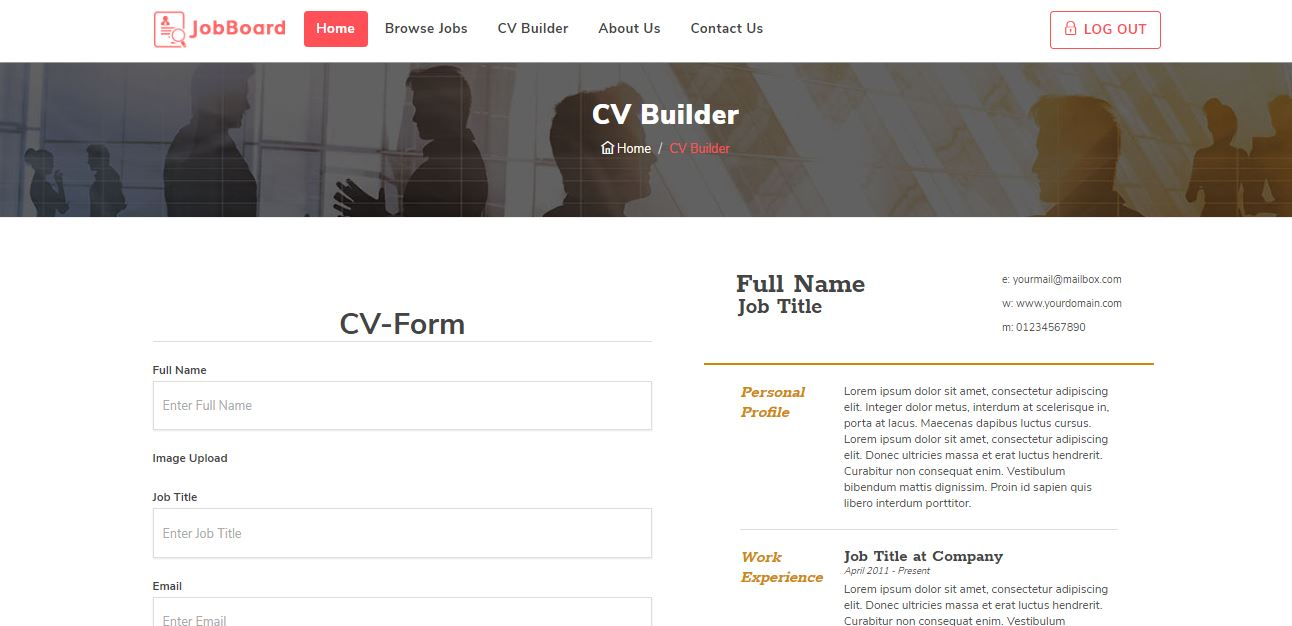 JobBoard
Home
Browse Jobs
CV Builder
About Us
Contact Us
LOG OUT
CV Builder
Home / CV Builder
CV-Form
Full Name
Enter Full Name
Image Upload
Job Title
Enter Job Title
Email
Enter Email
Full Name
Job Title
e: yourmail@mailbox.com
w: www.yourdomain.com
m: 01234567890
Personal
Profile
Lorem ipsum dolor sit amet, consectetur adipiscing
elit. Integer dolor metus, interdum at scelerisque in,
porta at lacus. Maecenas dapibus luctus cursus.
Lorem ipsum dolor sit amet, consectetur adipiscing
elit. Donec ultricies massa et erat luctus hendrerit.
Curabitur non consequat enim. Vestibulum
bibendum mattis dignissim. Proin id sapien quis
libero interdum porttitor.
Work
Experience
Job Title at Company
April 2011 - Present
Lorem ipsum dolor sit amet, consectetur adipiscing
elit. Donec ultricies massa et erat luctus hendrerit.
Curabitur non consequat enim. Vestibulum